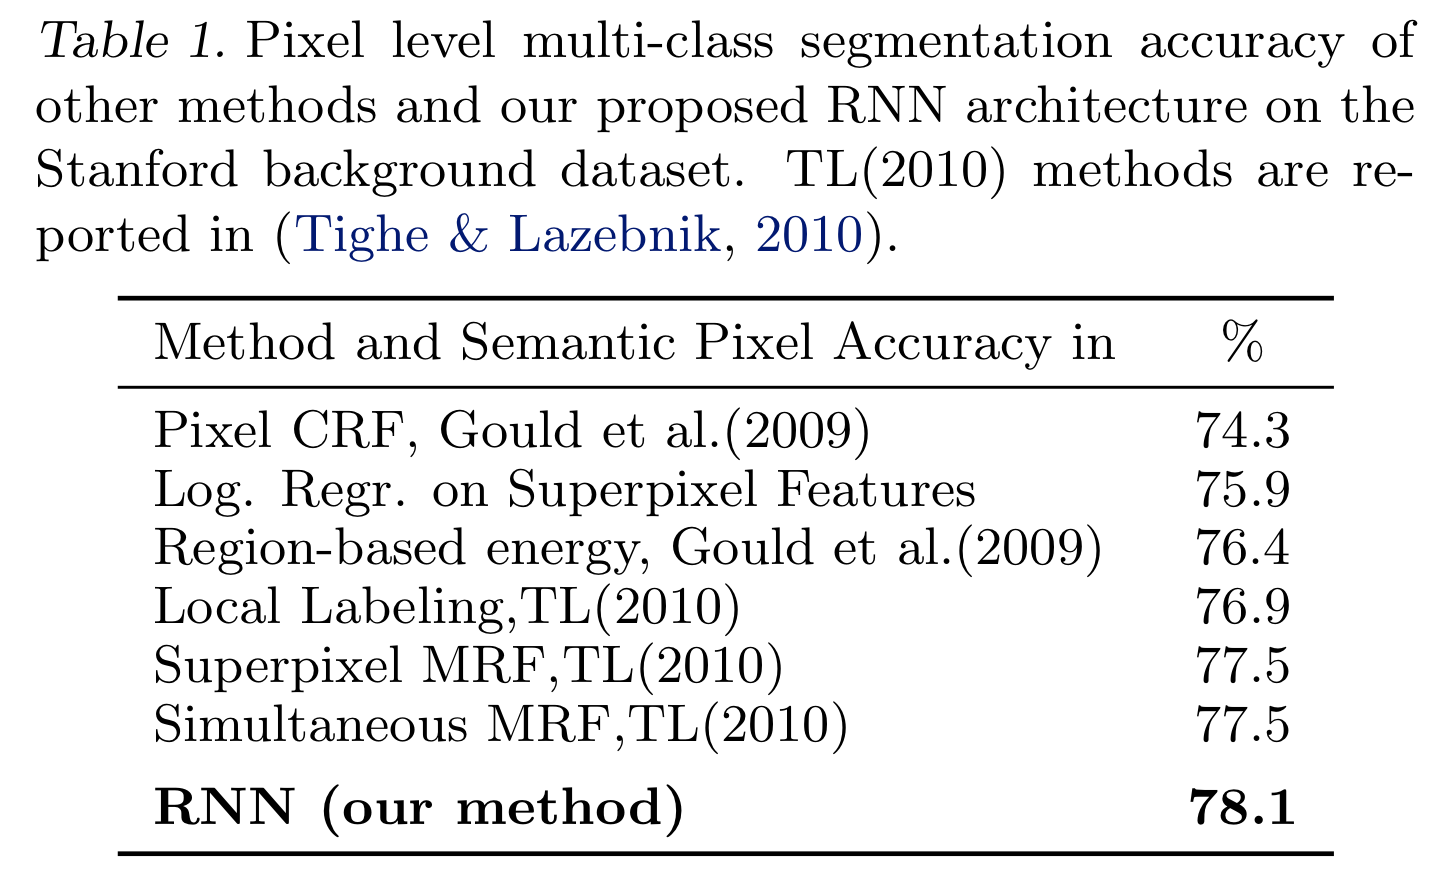 Table 1. Pixel level multi-class segmentation accuracy of
other methods and our proposed RNN architecture on the
Stanford background dataset. TL(2010) methods are re-
ported in (Tighe & Lazebnik, 2010).
Method and Semantic Pixel Accuracy in %
Pixel CRF, Gould et al.(2009) 74.3
Log. Regr. on Superpixel Features 75.9
Region-based energy, Gould et al.(2009) 76.4
Local Labeling,TL(2010) 76.9
Superpixel MRF,TL(2010) 77.5
Simultaneous MRF,TL(2010) 77.5
RNN (our method) 78.1